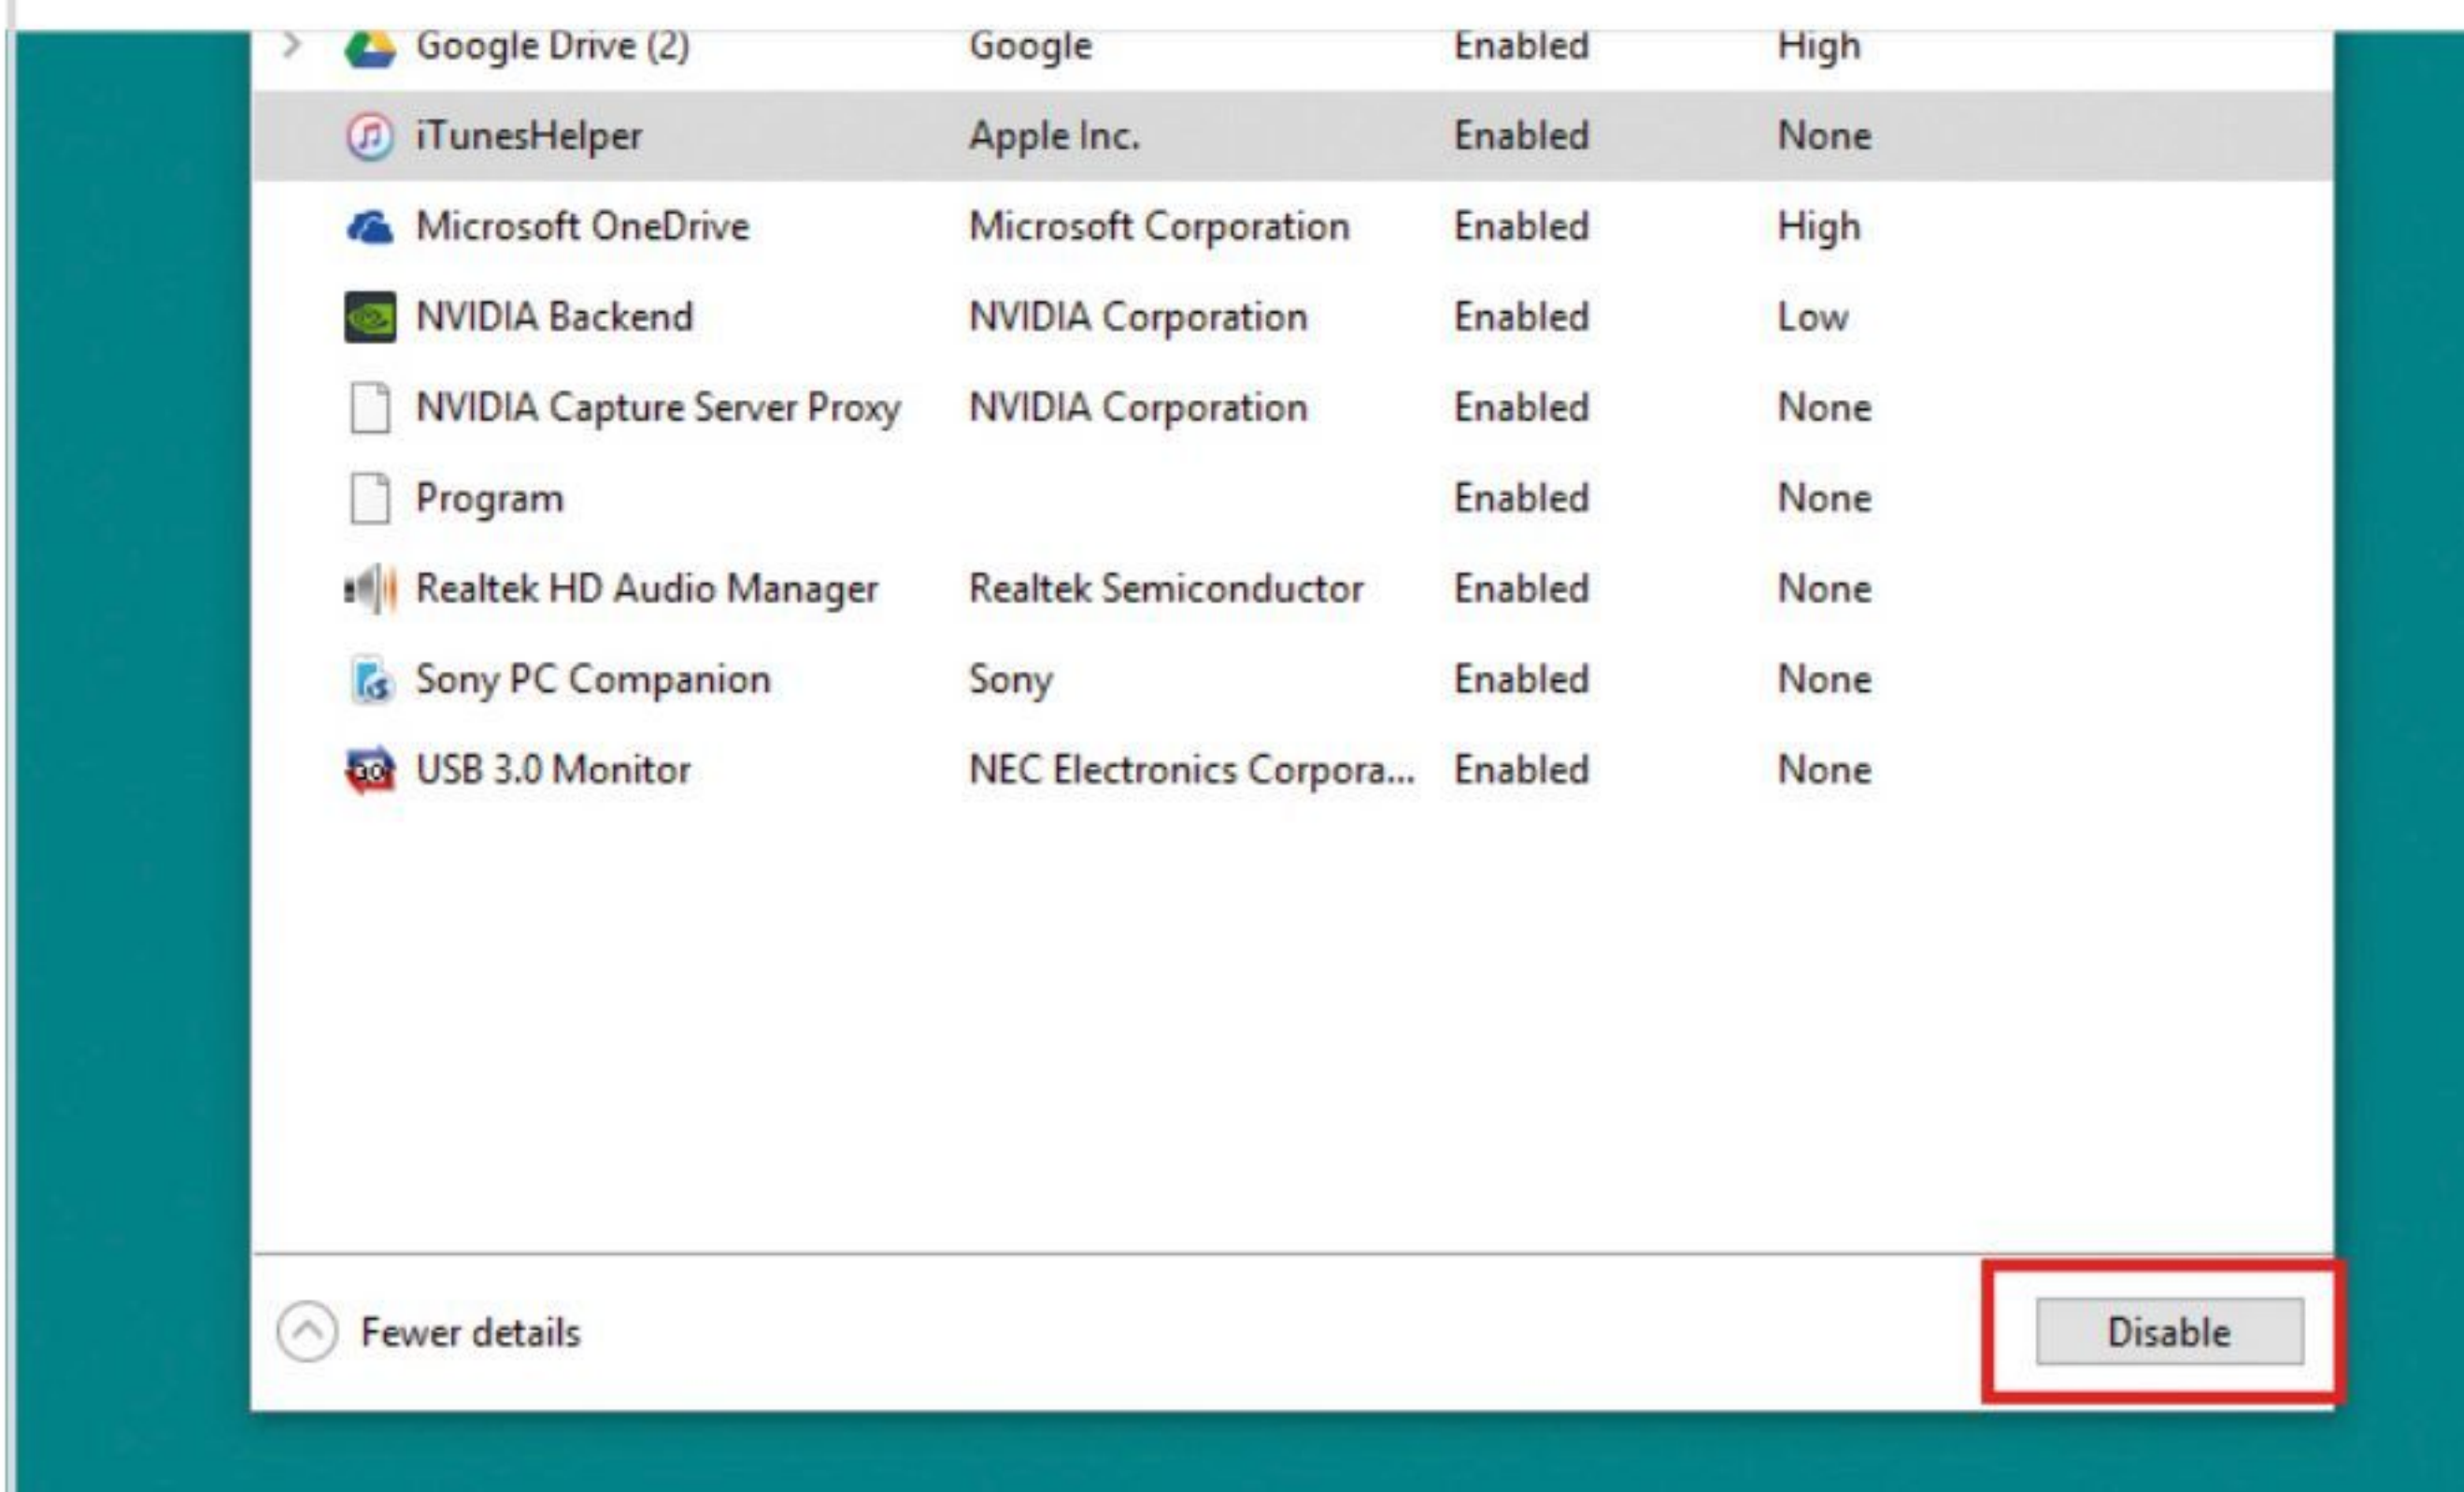 Google Drive (2) Google Enabled High
iTunesHelper Apple Inc. Enabled None
Microsoft OneDrive Microsoft Corporation Enabled High
NVIDIA Backend NVIDIA Corporation Enabled Low
NVIDIA Capture Server Proxy NVIDIA Corporation Enabled None
Program Enabled None
Realtek HD Audio Manager Realtek Semiconductor Enabled None
Sony PC Companion Sony Enabled None
USB 3.0 Monitor NEC Electronics Corpora... Enabled None
Fewer details Disable